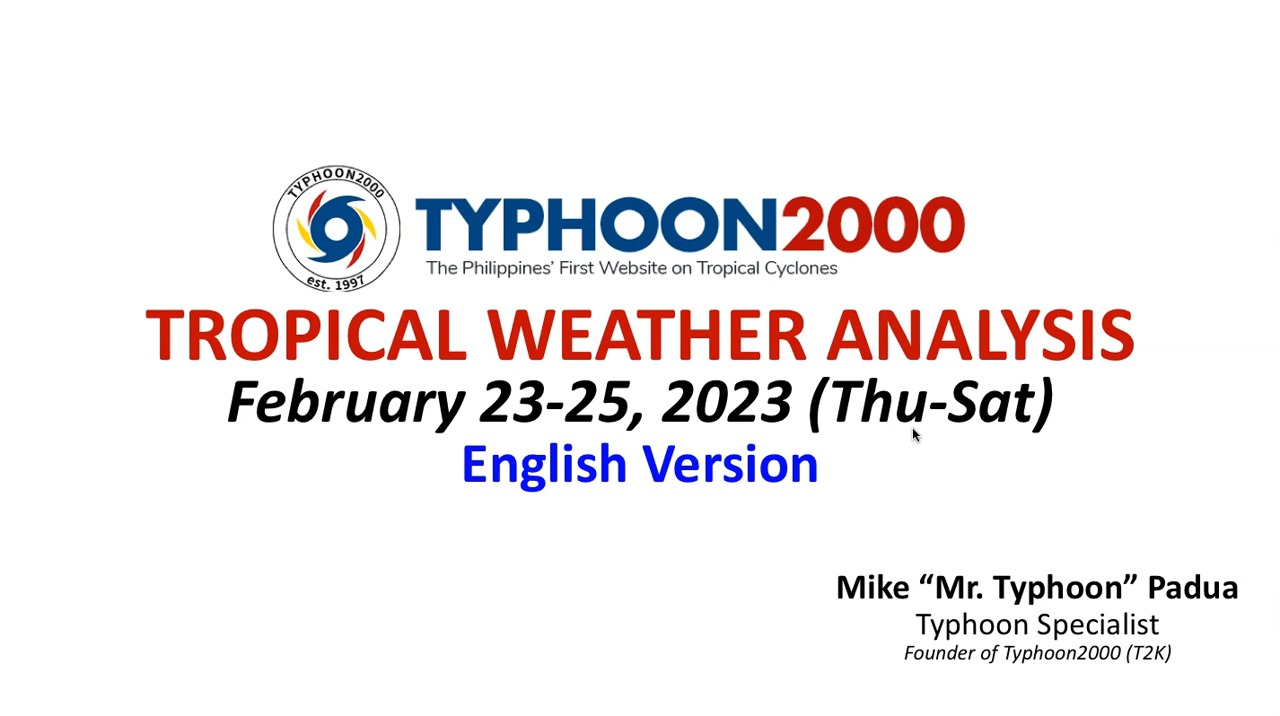 TYPHOON2000
est. 1997
TYPHOON2000
The Philippines' First Website on Tropical Cyclones
TROPICAL WEATHER ANALYSIS
February 23-25, 2023 (Thu-Sat)
English Version
Mike “Mr. Typhoon” Padua
Typhoon Specialist
Founder of Typhoon2000 (T2K)